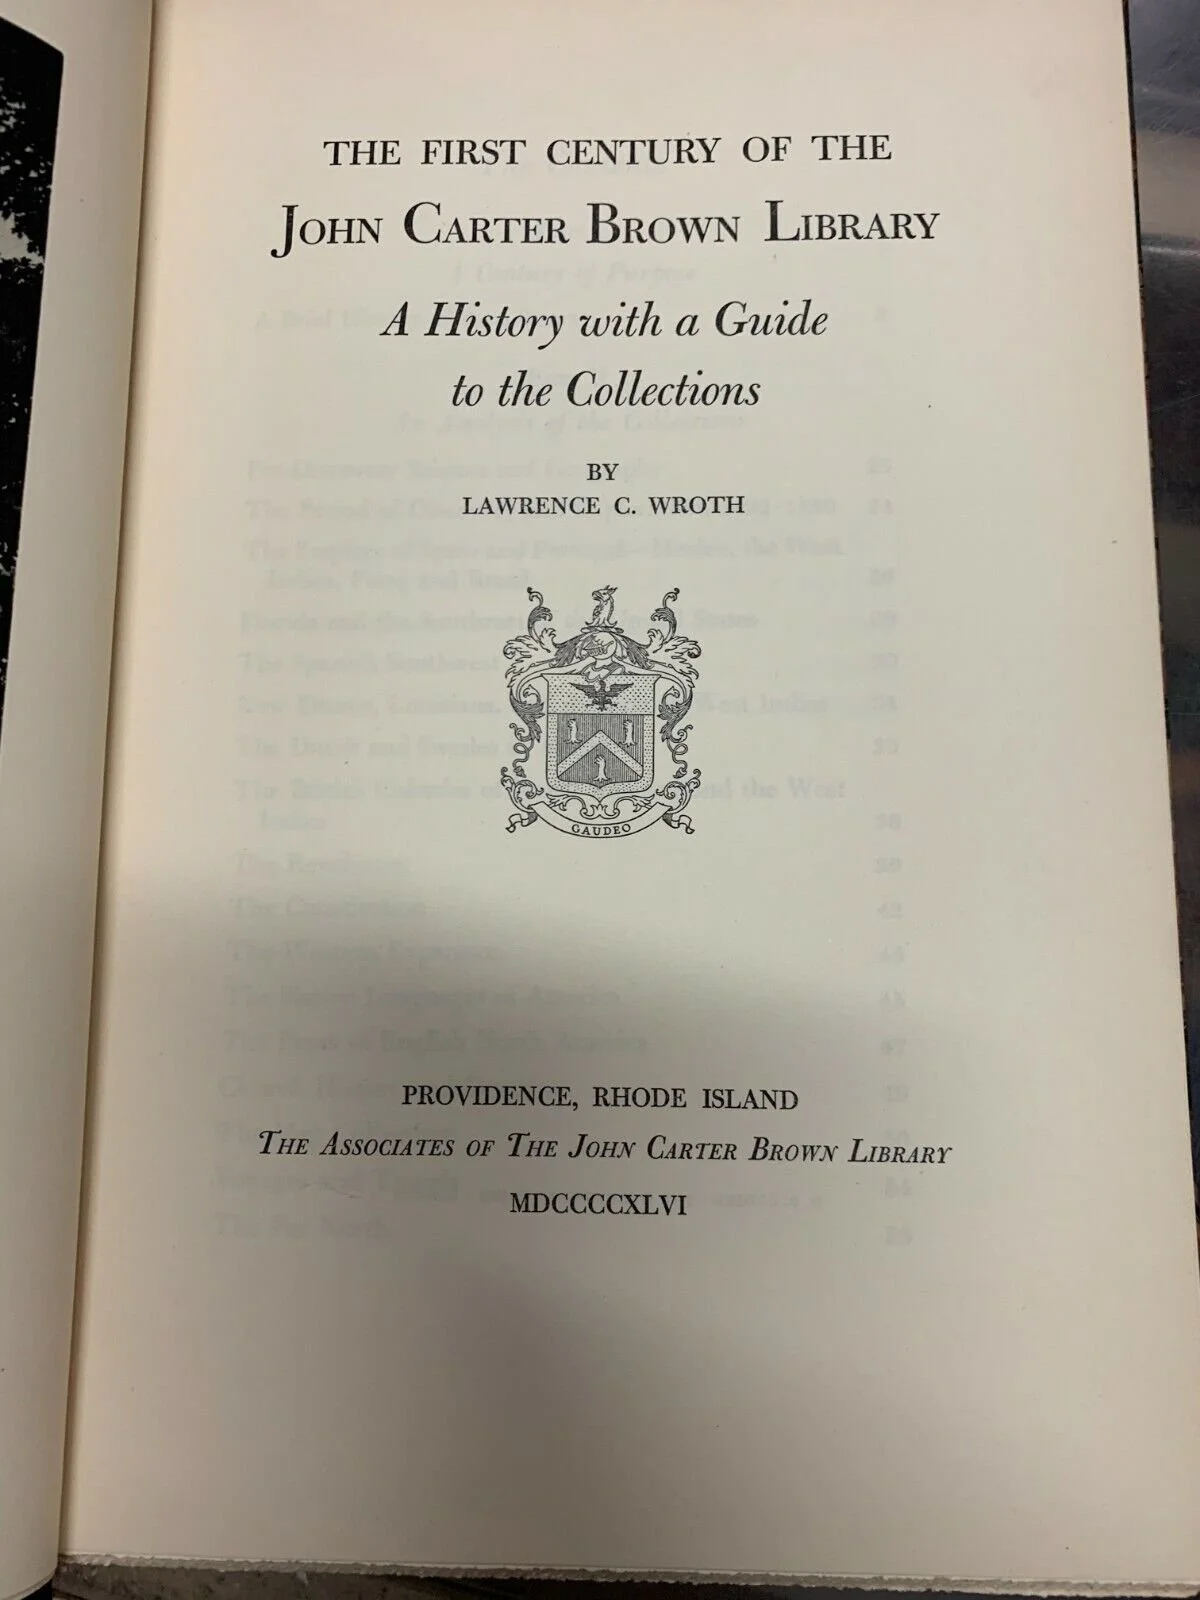 THE FIRST CENTURY OF THE
JOHN CARTER BROWN LIBRARY
A History with a Guide
to the Collections
BY
LAWRENCE C. WROTH
GAUDEO
PROVIDENCE, RHODE ISLAND
THE ASSOCIATES OF THE JOHN CARTER BROWN LIBRARY
MDCCCCXLVI